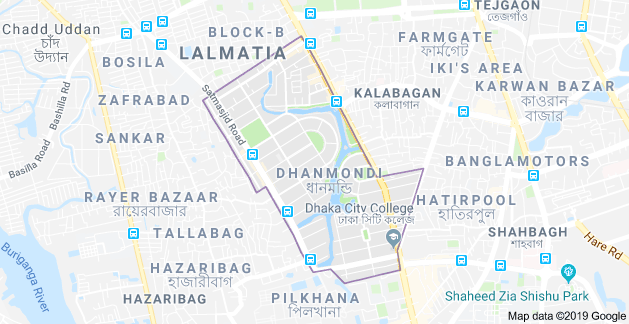 TEJGAON
তেজগাঁও
Chadd Uddan
চাঁদ
উদ্যান
BLOCK-B
LALMATIA
FARMGATE
ফার্মগেট
BOSILA
IKI'S AREA
Bashilla Rd
Satmasjid Road
KALABAGAN
কলাবাগান
KARWAN BAZAR
কাওরান
বাজার
ZAFRABAD
SANKAR
Basilla Road
DHANMONDI
ধানমন্ডি
BANGLAMOTORS
RAYER BAZAAR
রায়েরবাজার
Dhaka City College
ঢাকা সিটি কলেজ
HATIRPOOL
হাতিরপুল
TALLABAG
SHAHBAGH
শাহবাগ
Hare Rd
Buriganga River
HAZARIBAG
হাজারীবাগ
HAZARIBAG
PILKHANA
পিলখানা
Shaheed Zia Shishu Park
Map data ©2019 Google